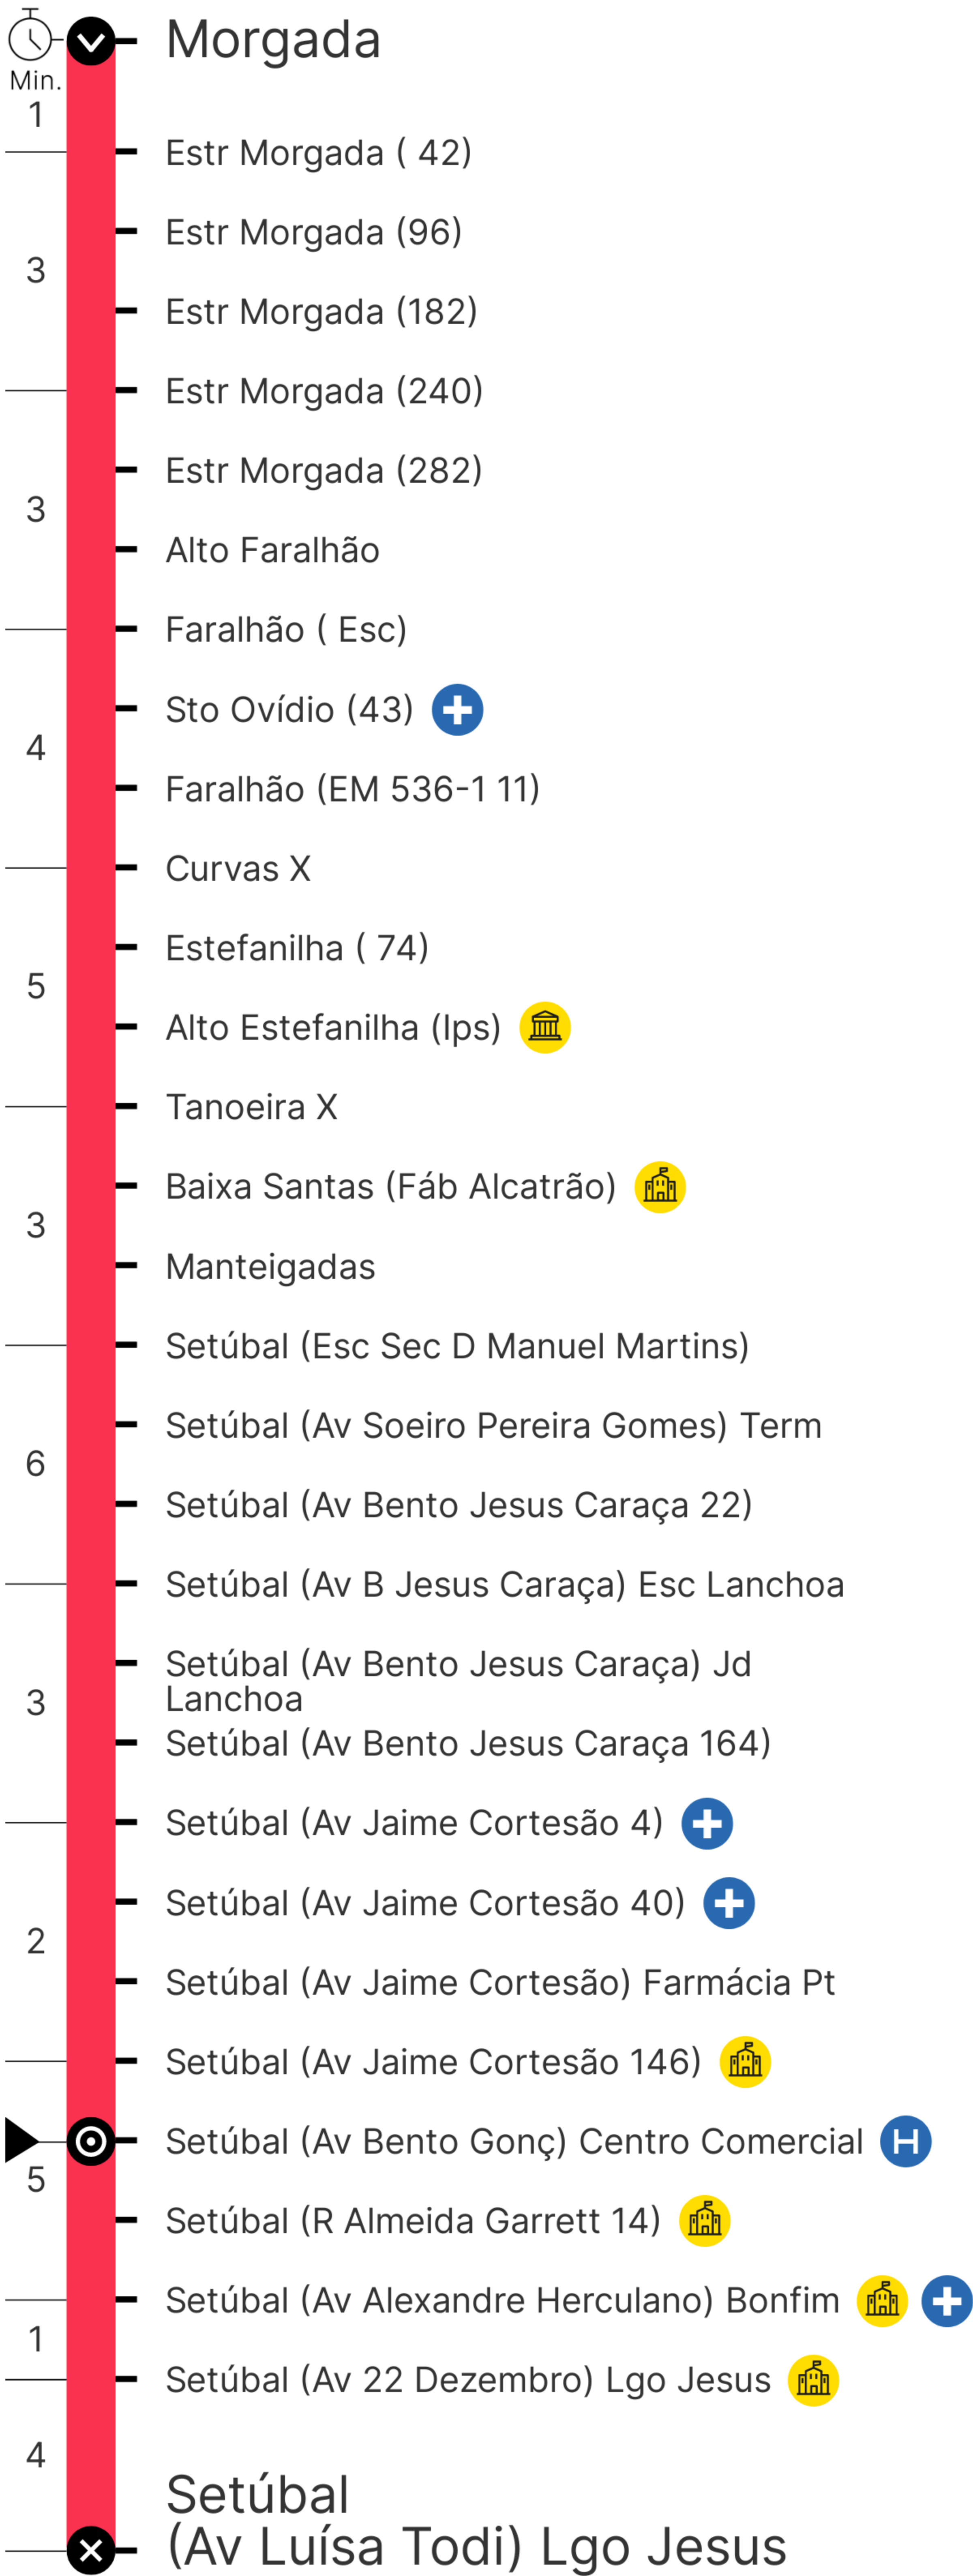 Morgada
Min.
1
Estr Morgada ( 42)
Estr Morgada (96)
3
Estr Morgada (182)
Estr Morgada (240)
Estr Morgada (282)
3
Alto Faralhão
Faralhão ( Esc)
Sto Ovídio (43)
4
Faralhão (EM 536-1 11)
Curvas X
Estefanilha ( 74)
5
Alto Estefanilha (Ips)
Tanoeira X
Baixa Santas (Fáb Alcatrão)
3
Manteigadas
Setúbal (Esc Sec D Manuel Martins)
Setúbal (Av Soeiro Pereira Gomes) Term
6
Setúbal (Av Bento Jesus Caraça 22)
Setúbal (Av B Jesus Caraça) Esc Lanchoa
Setúbal (Av Bento Jesus Caraça) Jd
Lanchoa
3
Setúbal (Av Bento Jesus Caraça 164)
Setúbal (Av Jaime Cortesão 4)
Setúbal (Av Jaime Cortesão 40)
2
Setúbal (Av Jaime Cortesão) Farmácia Pt
Setúbal (Av Jaime Cortesão 146)
Setúbal (Av Bento Gonç) Centro Comercial H
5
Setúbal (R Almeida Garrett 14)
Setúbal (Av Alexandre Herculano) Bonfim
1
Setúbal (Av 22 Dezembro) Lgo Jesus
4
Setúbal
(Av Luísa Todi) Lgo Jesus